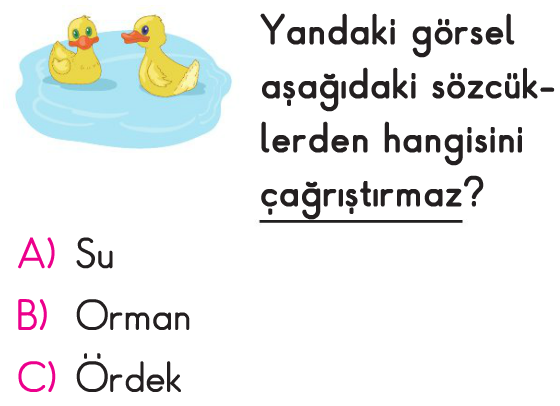 Yandaki görsel
aşağıdaki sözcük-
lerden hangisini
çağrıştırmaz?
A) Su
B) Orman
C) Ördek